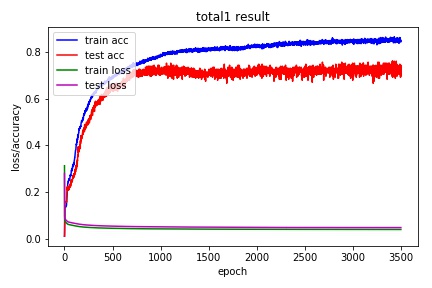 total1 result
train acc
test acc
train loss
test loss
loss/accuracy
0.8
0.6
0.4
0.2
0.0
0 500 1000 1500 2000 2500 3000 3500
epoch